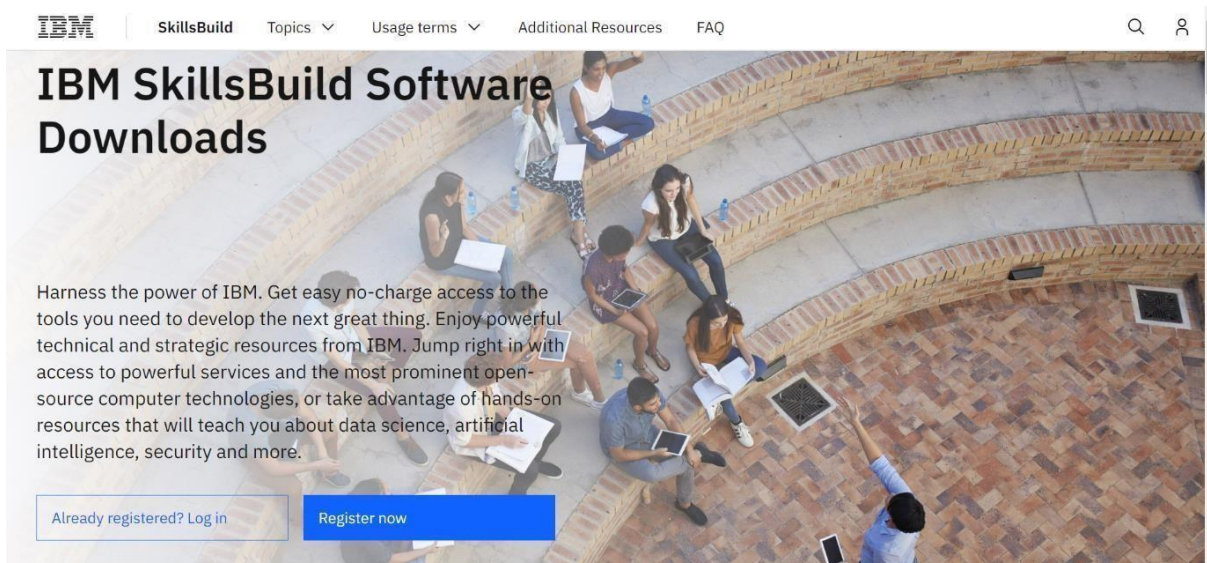 IBM SkillsBuild Topics Usage terms Additional Resources FAQ
IBM SkillsBuild Software
Downloads
Harness the power of IBM. Get easy no-charge access to the
tools you need to develop the next great thing. Enjoy powerful
technical and strategic resources from IBM. Jump right in with
access to powerful services and the most prominent open-
source computer technologies, or take advantage of hands-on
resources that will teach you about data science, artificial
intelligence, security and more.
Already registered? Log in Register now